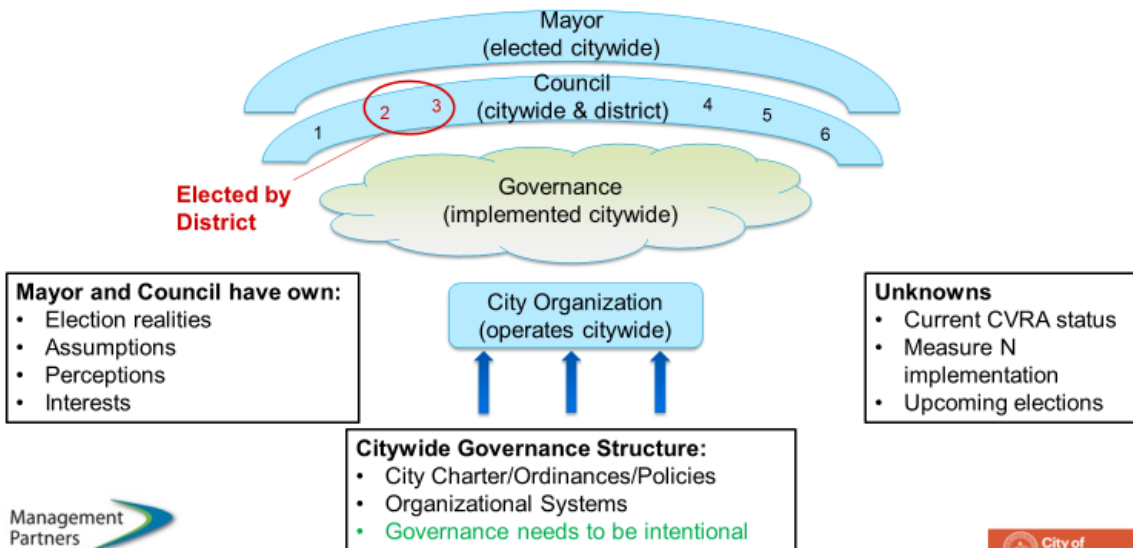 Mayor
(elected citywide)
Council
(citywide & district)
1
2
3
4
5
6
Elected by
District
Governance
(implemented citywide)
Mayor and Council have own:
• Election realities
• Assumptions
• Perceptions
• Interests
City Organization
(operates citywide)
Unknowns
• Current CVRA status
• Measure N
implementation
• Upcoming elections
Citywide Governance Structure:
• City Charter/Ordinances/Policies
• Organizational Systems
• Governance needs to be intentional
Management
Partners
City of